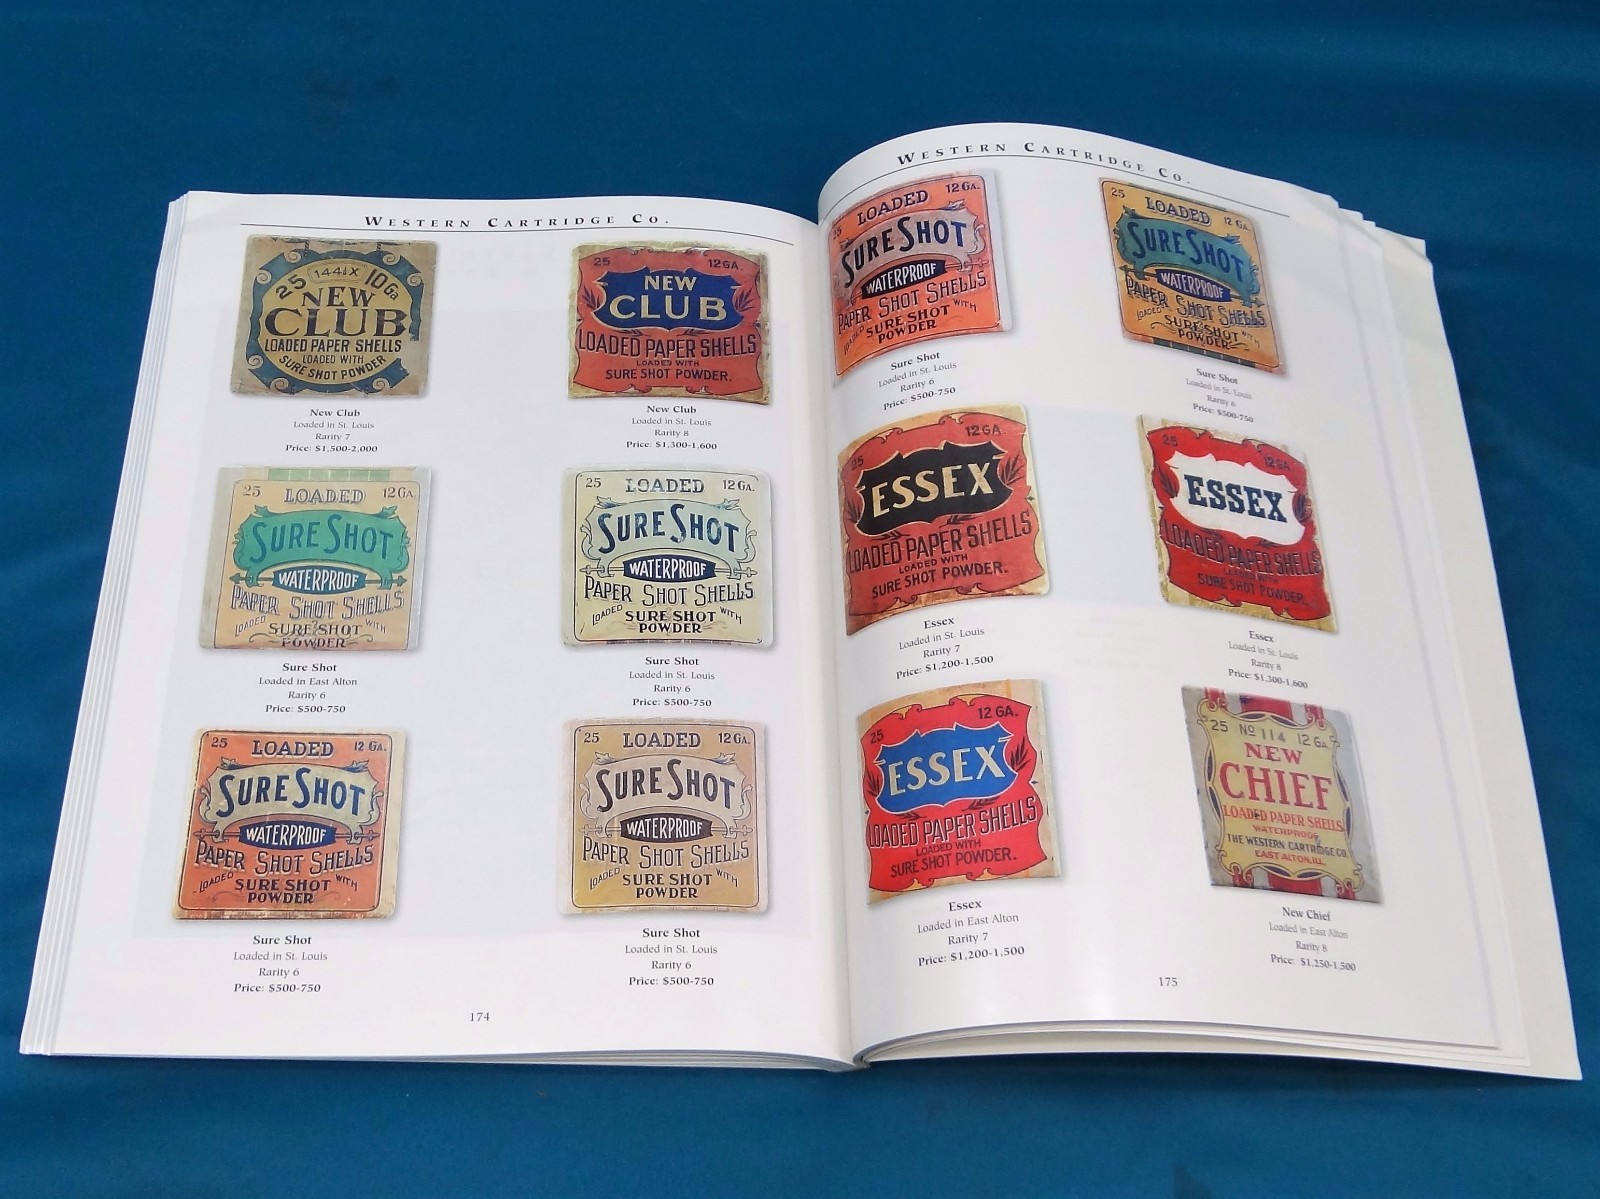 WESTERN CARTRIDGE CO.
25 144LX 10 Ga
NEW
CLUB
LOADED PAPER SHELLS
LOADED WITH
SURE SHOT POWDER
New Club
Loaded in St. Louis
Rarity 7
Price: $1,500-2,000
25 12 GA.
NEW
CLUB
LOADED PAPER SHELLS
LOADED WITH
SURE SHOT POWDER.
New Club
Loaded in St. Louis
Rarity 8
Price: $1,300-1,600
25 LOADED 12 GA.
SURE SHOT
WATERPROOF
PAPER SHOT SHELLS
LOADED WITH
SURE SHOT
POWDER
Sure Shot
Loaded in East Alton
Rarity 6
Price: $500-750
25 LOADED 12 GA.
SURE SHOT
WATERPROOF
PAPER SHOT SHELLS
LOADED WITH
SURE SHOT
POWDER
Sure Shot
Loaded in St. Louis
Rarity 6
Price: $500-750
25 LOADED 12 GA.
SURE SHOT
WATERPROOF
PAPER SHOT SHELLS
LOADED WITH
SURE SHOT
POWDER
Sure Shot
Loaded in St. Louis
Rarity 6
Price: $500-750
25 LOADED 12 GA.
SURE SHOT
WATERPROOF
PAPER SHOT SHELLS
LOADED WITH
SURE SHOT
POWDER
Sure Shot
Loaded in St. Louis
Rarity 6
Price: $500-750
174
WESTERN CARTRIDGE CO.
25 LOADED 12 GA.
SURE SHOT
WATERPROOF
PAPER SHOT SHELLS
LOADED WITH
SURE SHOT
POWDER
Sure Shot
Loaded in St. Louis
Rarity 6
Price: $500-750
25 LOADED 12 GA.
SURE SHOT
WATERPROOF
PAPER SHOT SHELLS
LOADED WITH
SURE SHOT
POWDER
Sure Shot
Loaded in St. Louis
Rarity 6
Price: $500-750
25 12 GA.
ESSEX
LOADED PAPER SHELLS
LOADED WITH
SURE SHOT POWDER.
Essex
Loaded in St. Louis
Rarity 7
Price: $1,200-1,500
25 12 GA.
ESSEX
LOADED PAPER SHELLS
LOADED WITH
SURE SHOT POWDER.
Essex
Loaded in St. Louis
Rarity 8
Price: $1,300-1,600
25 12 GA.
ESSEX
LOADED PAPER SHELLS
LOADED WITH
SURE SHOT POWDER.
Essex
Loaded in East Alton
Rarity 7
Price: $1,200-1,500
25 No 114 12 Ga
NEW
CHIEF
LOADED PAPER SHELLS
WATERPROOF
THE WESTERN CARTRIDGE CO.
EAST ALTON, ILL.
New Chief
Loaded in East Alton
Rarity 8
Price: $1,250-1,500
175